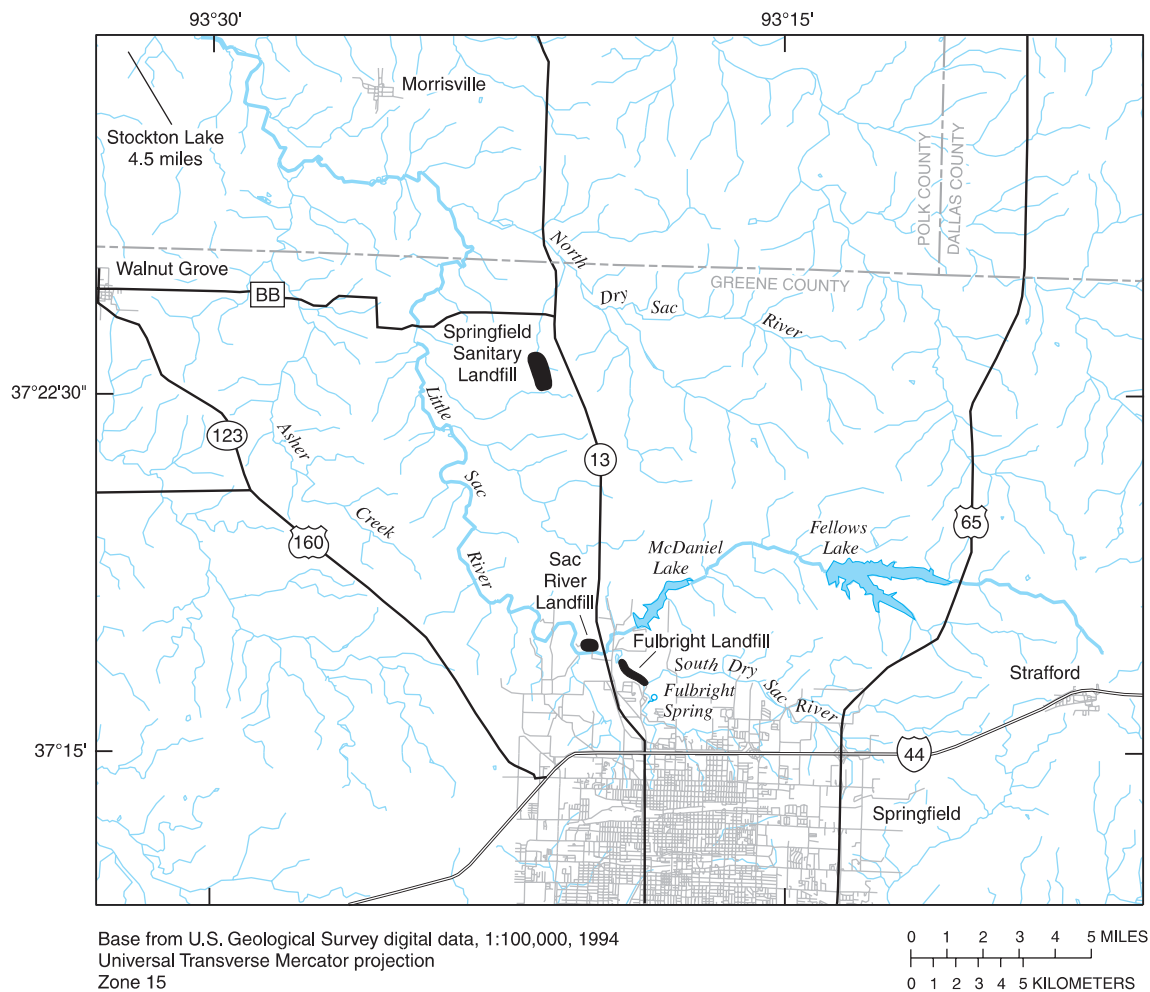 93°30'
93°15'
Morrisville
Stockton Lake
4.5 miles
POLK COUNTY
DALLAS COUNTY
North
Walnut Grove
GREENE COUNTY
BB
Dry Sac River
Springfield
Sanitary
Landfill
37°22'30"
Little Sac River
123
Asher Creek
13
160
65
Fellows
Lake
McDaniel
Lake
Sac
River
Landfill
Fulbright Landfill
South Dry Sac River
Strafford
Fulbright
Spring
37°15'
44
Springfield
Base from U.S. Geological Survey digital data, 1:100,000, 1994
Universal Transverse Mercator projection
Zone 15
0 1 2 3 4 5 MILES
0 1 2 3 4 5 KILOMETERS